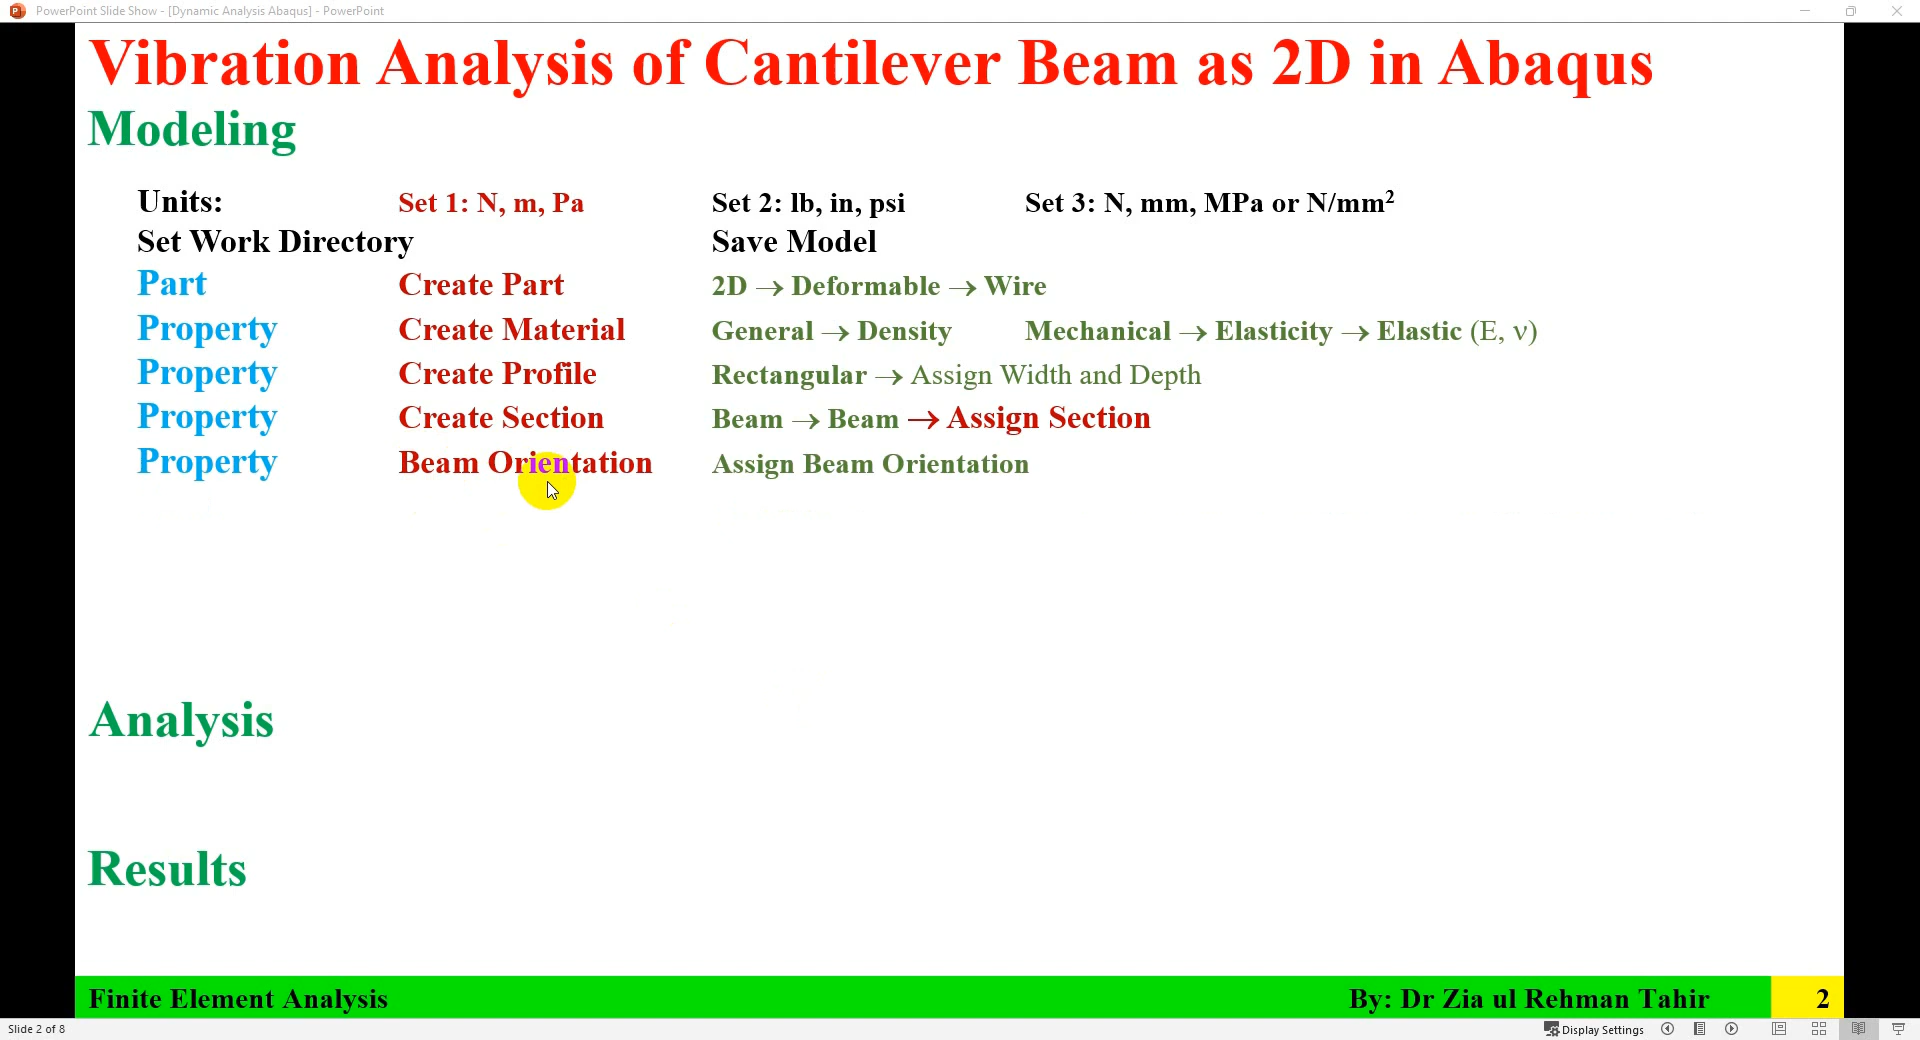 PowerPoint Slide Show - [Dynamic Analysis Abaqus] - PowerPoint
Vibration Analysis of Cantilever Beam as 2D in Abaqus
Modeling
Units: Set 1: N, m, Pa Set 2: lb, in, psi Set 3: N, mm, MPa or N/mm²
Set Work Directory Save Model
Part Create Part 2D → Deformable → Wire
Property Create Material General → Density Mechanical → Elasticity → Elastic (E, ν)
Property Create Profile Rectangular → Assign Width and Depth
Property Create Section Beam → Beam → Assign Section
Property Beam Orientation Assign Beam Orientation
Analysis
Results
Finite Element Analysis By: Dr Zia ul Rehman Tahir 2
Slide 2 of 8 Display Settings